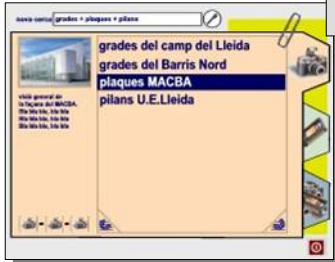 nova cerca: grades + plaques + pilans
grades del camp del Lleida
grades del Barris Nord
plaques MACBA
pilans U.E.Lleida
visió general de
la façana del MACBA.
Bla bla bla, bla bla
Bla bla bla, bla bla
Bla bla bla, bla bla